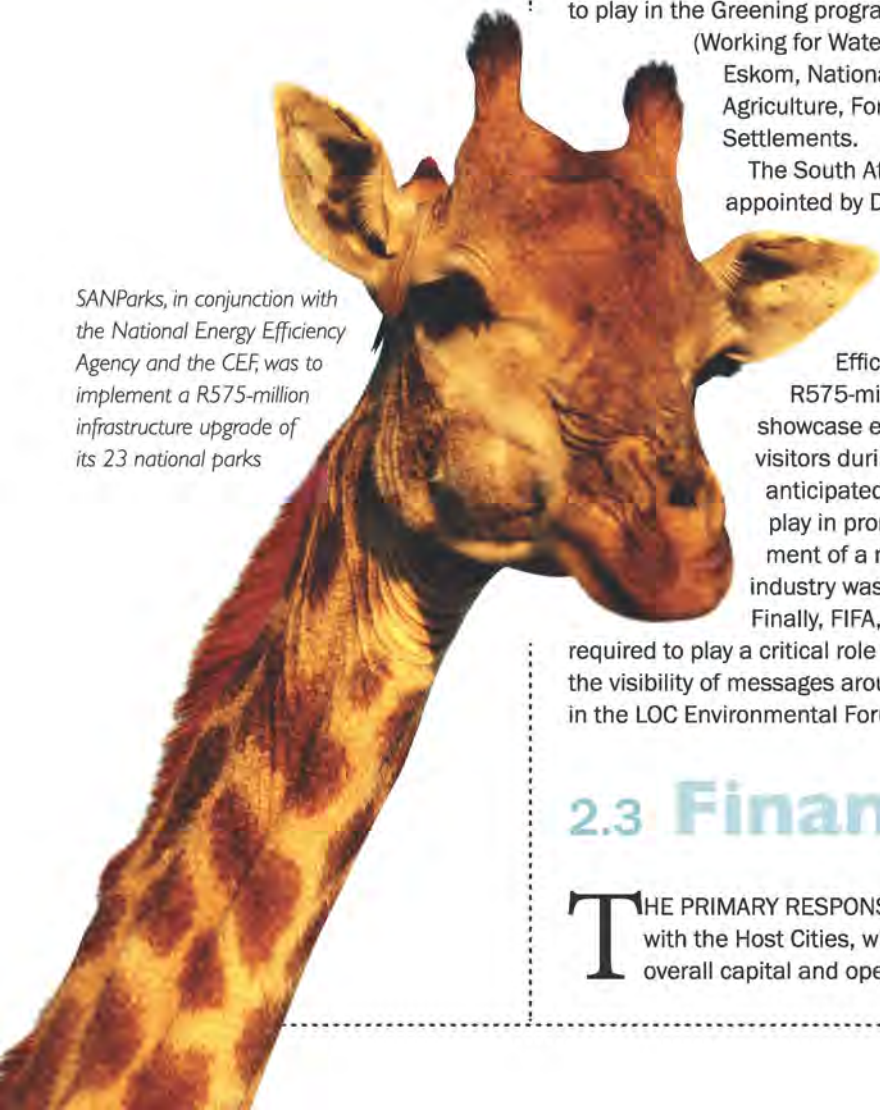 to play in the Greening progra
(Working for Wate
Eskom, Nationa
Agriculture, For
Settlements.
The South Af
appointed by D
SANParks, in conjunction with
the National Energy Efficiency
Agency and the CEF, was to
implement a R575-million
infrastructure upgrade of
its 23 national parks
Effic
R575-mi
showcase e
visitors duri
anticipated
play in pro
ment of a
industry was
Finally, FIFA,
required to play a critical role
the visibility of messages arou
in the LOC Environmental Foru
2.3 Finan
THE PRIMARY RESPONS
with the Host Cities, w
overall capital and ope